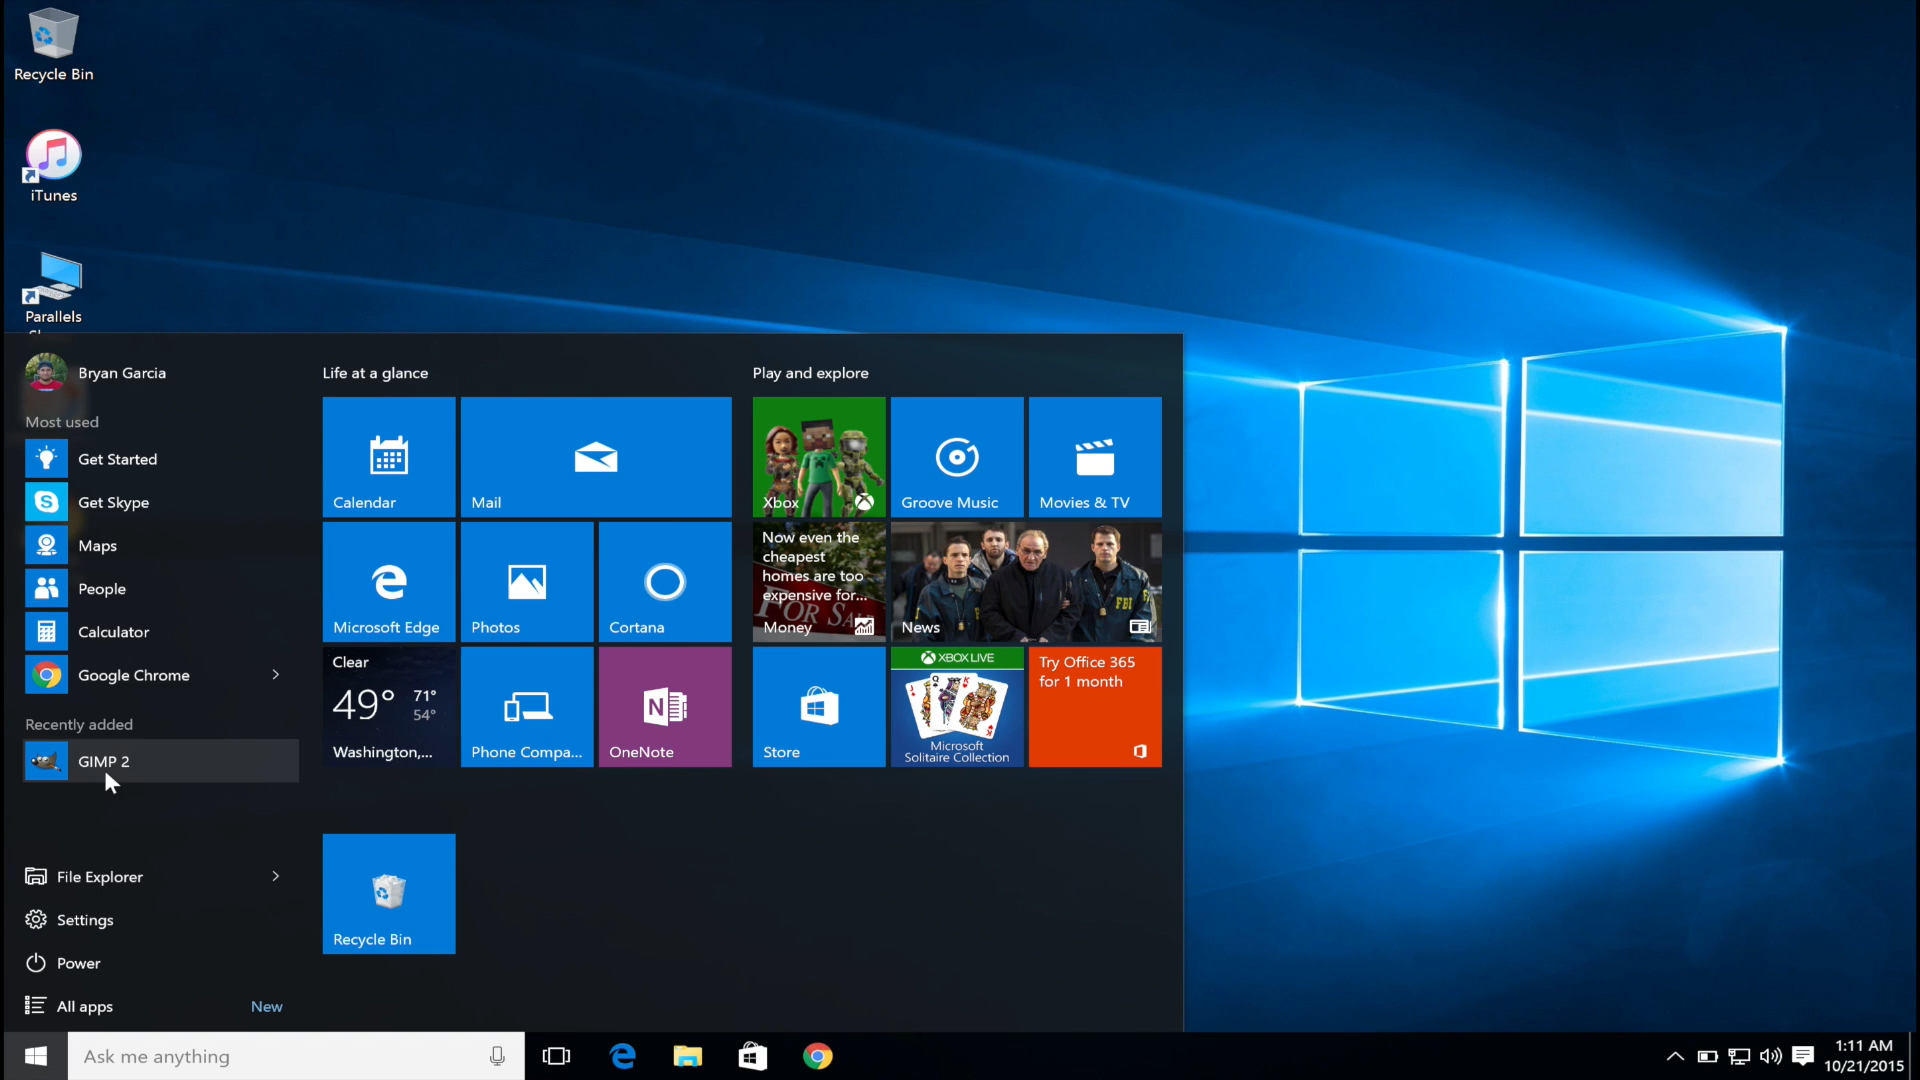 Recycle Bin
iTunes
Parallels
Bryan Garcia
Most used
Get Started
Get Skype
Maps
People
Calculator
Google Chrome
Recently added
GIMP 2
File Explorer
Settings
Power
All apps
New
Life at a glance
Calendar
Mail
Microsoft Edge
Photos
Cortana
Clear
49° 71°
54°
Washington,...
Phone Compa...
OneNote
Recycle Bin
Play and explore
Xbox
Groove Music
Movies & TV
Now even the
cheapest
homes are too
expensive for...
Money
FBI
News
Store
XBOX LIVE
Microsoft
Solitaire Collection
Try Office 365
for 1 month
Ask me anything
1:11 AM
10/21/2015